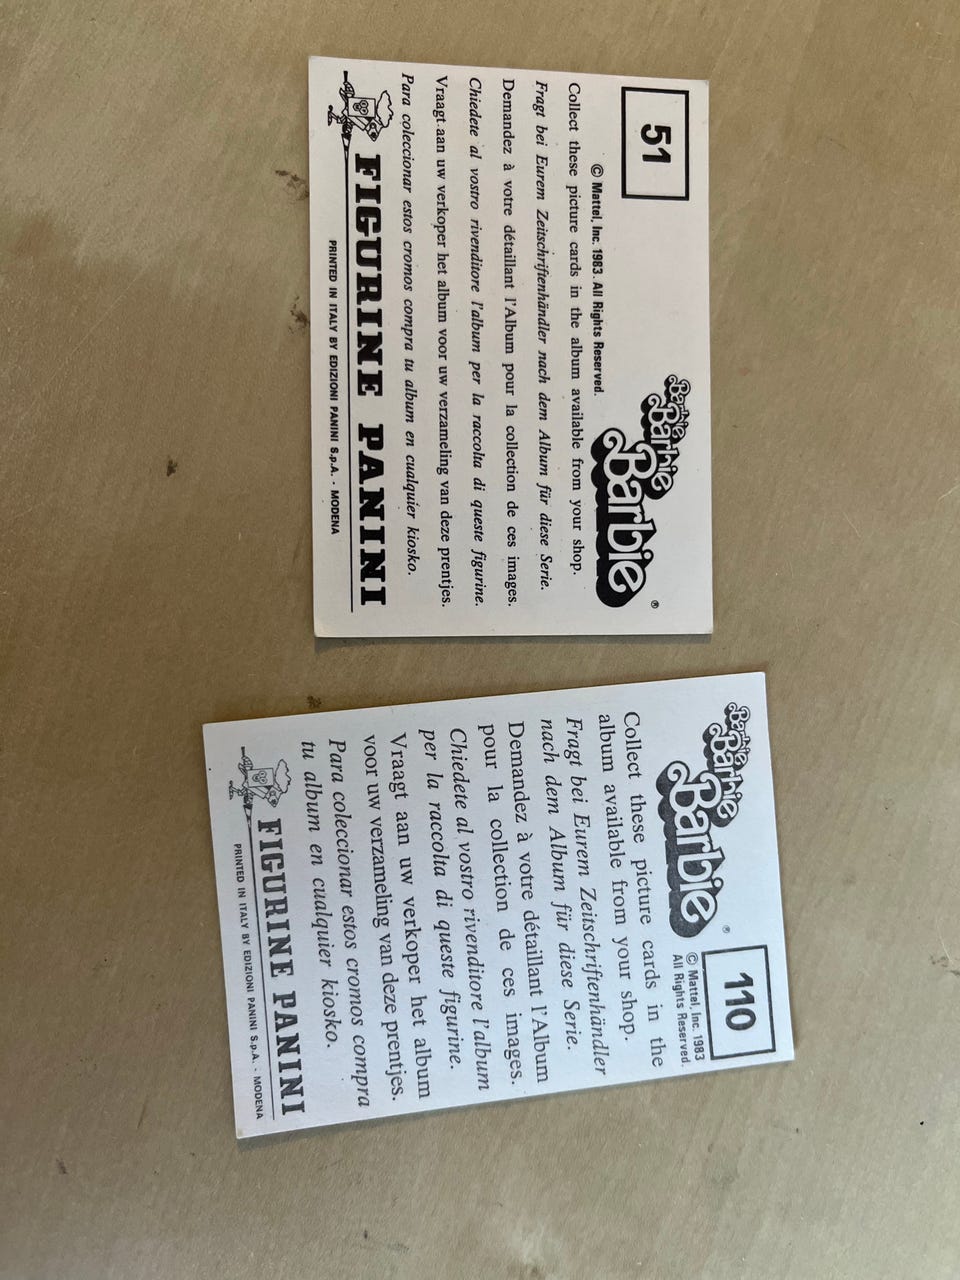 51
Barbie
Barbie
Barbie ®
© Mattel, Inc. 1983. All Rights Reserved.
Collect these picture cards in the album available from your shop.
Fragt bei Eurem Zeitschriftenhändler nach dem Album für diese Serie.
Demandez à votre détaillant l'Album pour la collection de ces images.
Chiedete al vostro rivenditore l'album per la raccolta di queste figurine.
Vraagt aan uw verkoper het album voor uw verzameling van deze prentjes.
Para coleccionar estos cromos compra tu album en cualquier kiosko.
FIGURINE PANINI
PRINTED IN ITALY BY EDIZIONI PANINI S.p.A. - MODENA
Barbie
Barbie
Barbie ®
110
© Mattel, Inc. 1983
All Rights Reserved.
Collect these picture cards in the
album available from your shop.
Fragt bei Eurem Zeitschriftenhändler
nach dem Album für diese Serie.
Demandez à votre détaillant l'Album
pour la collection de ces images.
Chiedete al vostro rivenditore l'album
per la raccolta di queste figurine.
Vraagt aan uw verkoper het album
voor uw verzameling van deze prentjes.
Para coleccionar estos cromos compra
tu album en cualquier kiosko.
FIGURINE PANINI
PRINTED IN ITALY BY EDIZIONI PANINI S.p.A. - MODENA